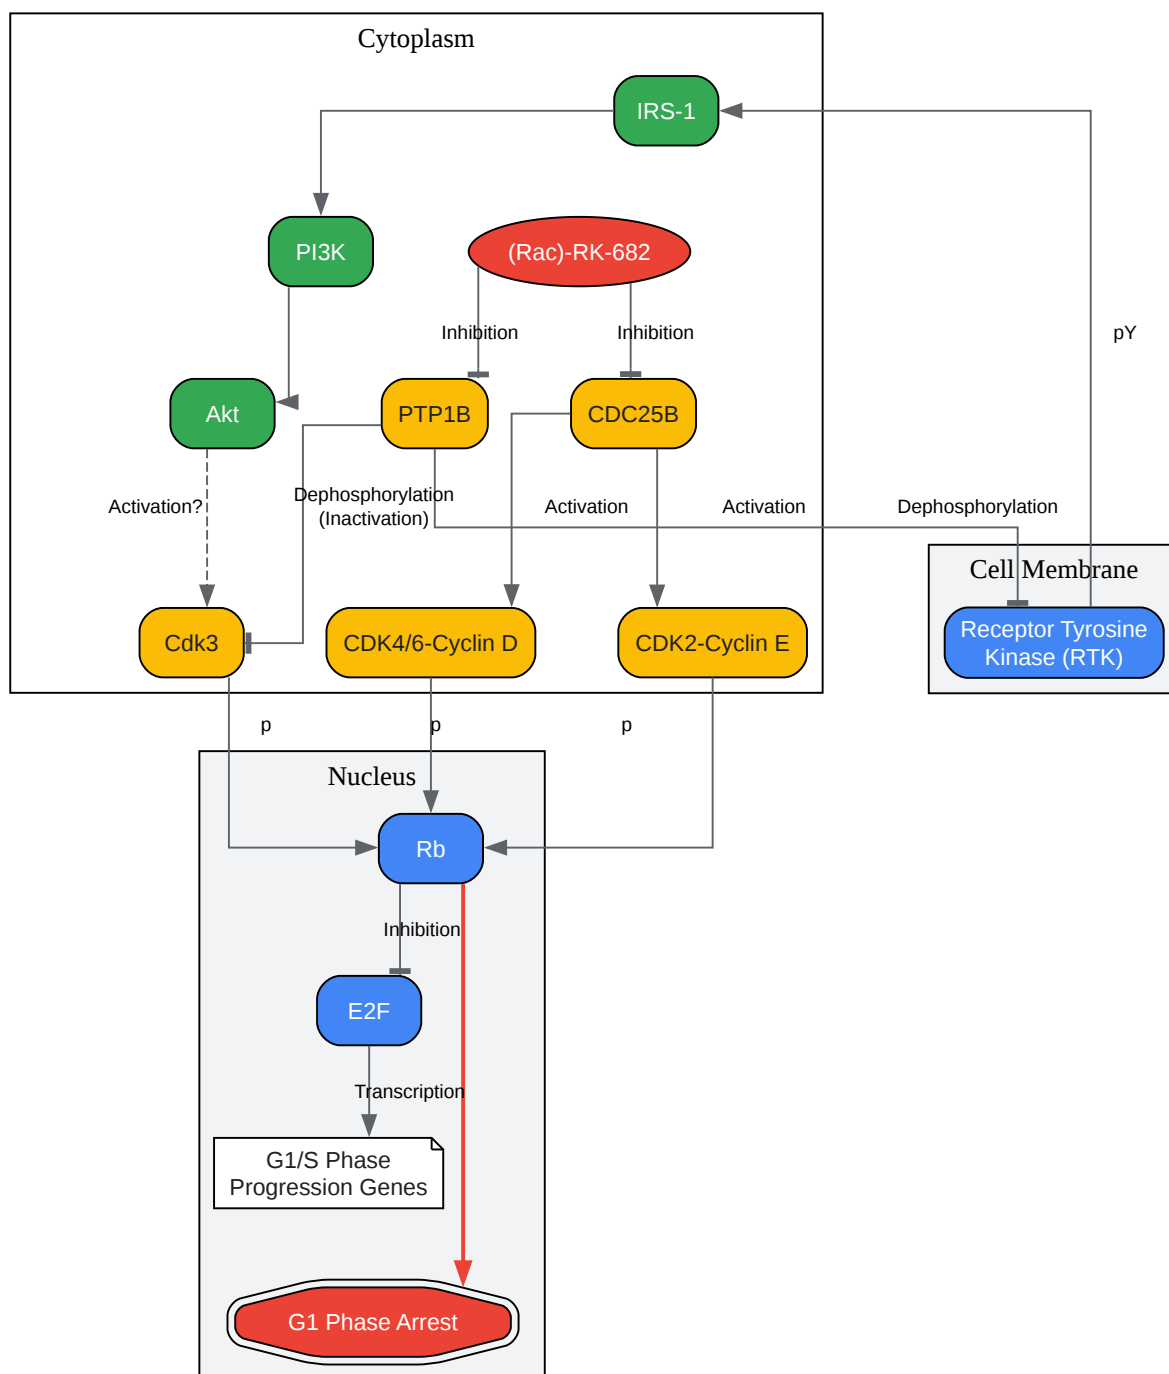 Cytoplasm
IRS-1
PI3K
(Rac)-RK-682
Inhibition
Inhibition
pY
Akt
PTP1B
CDC25B
Activation?
Dephosphorylation
(Inactivation)
Activation
Activation
Dephosphorylation
Cell Membrane
Cdk3
CDK4/6-Cyclin D
CDK2-Cyclin E
Receptor Tyrosine
Kinase (RTK)
p
p
p
Nucleus
Rb
Inhibition
E2F
Transcription
G1/S Phase
Progression Genes
G1 Phase Arrest